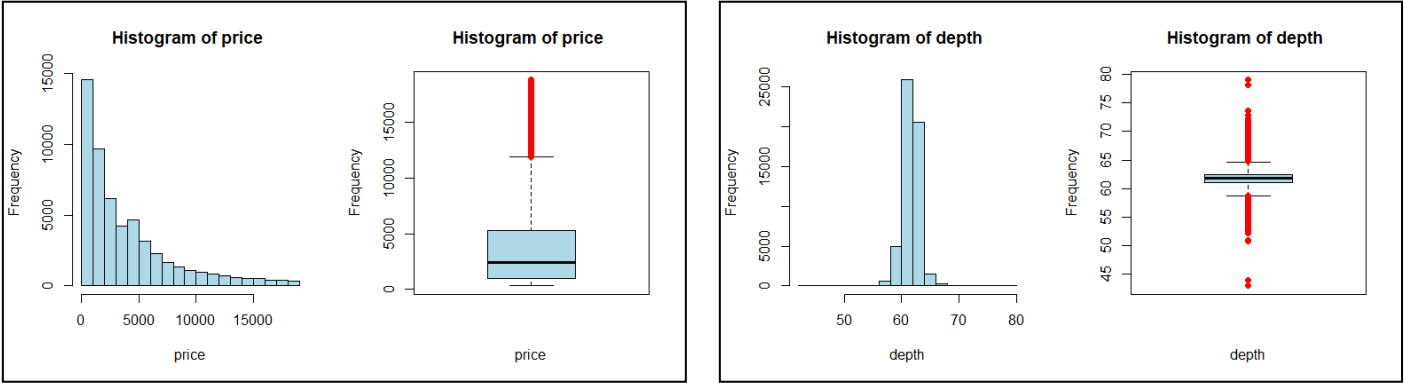 Histogram of price
Frequency
15000
10000
5000
0
0 5000 10000 15000
price
Histogram of price
Frequency
15000
10000
5000
0
price
Histogram of depth
Frequency
25000
15000
5000
0
50 60 70 80
depth
Histogram of depth
Frequency
80
75
70
65
60
55
50
45
depth